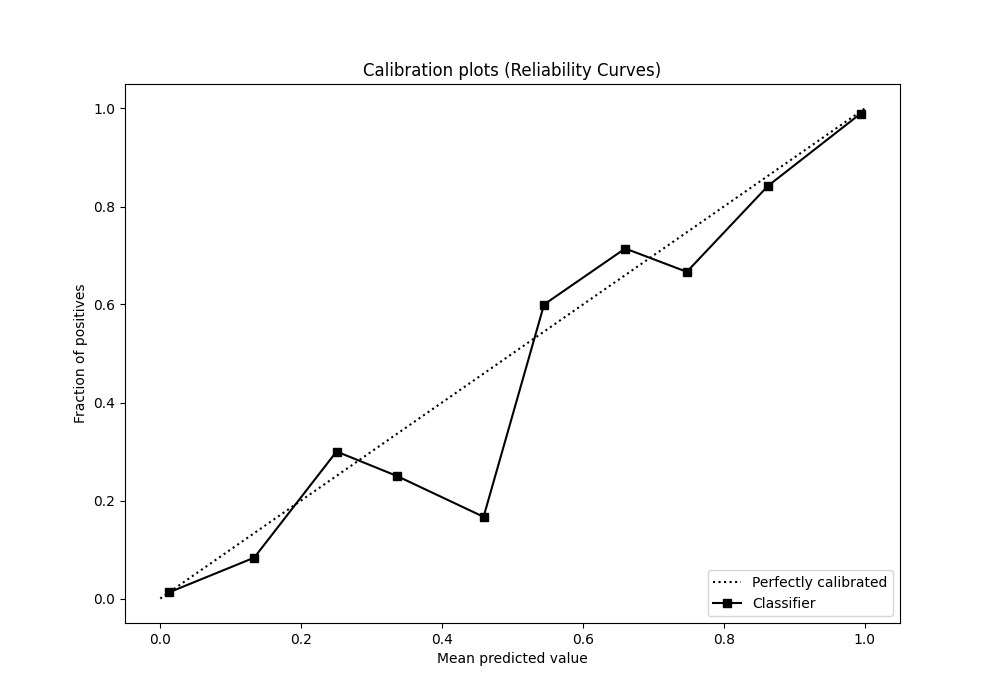 Calibration plots (Reliability Curves)
1.0
0.8
0.6
0.4
0.2
0.0
Fraction of positives
0.0 0.2 0.4 0.6 0.8 1.0
Mean predicted value
Perfectly calibrated
Classifier